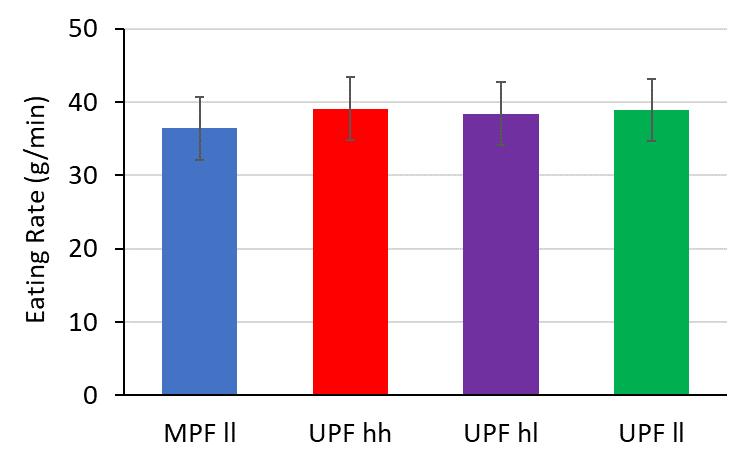 50
40
30
20
10
0
Eating Rate (g/min)
MPF ll
UPF hh
UPF hl
UPF ll